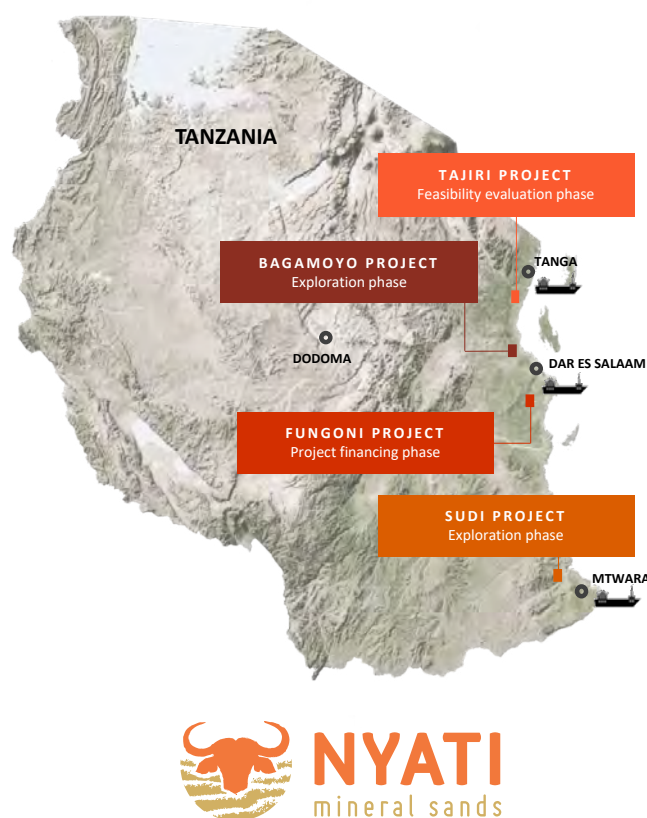 TANZANIA
TAJIRI PROJECT
Feasibility evaluation phase
BAGAMOYO PROJECT
Exploration phase
TANGA
DODOMA
DAR ES SALAAM
FUNGONI PROJECT
Project financing phase
SUDI PROJECT
Exploration phase
MTWARA
NYATI
mineral sands